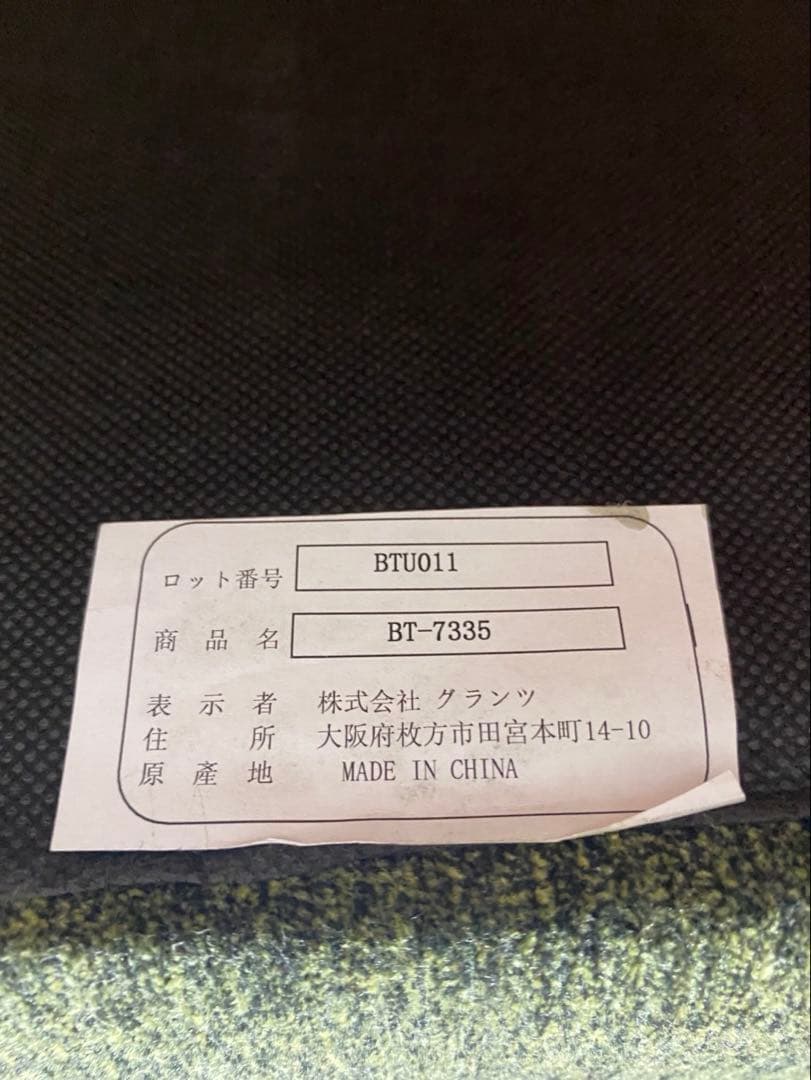 ロット番号 BTU011
商品名 BT-7335
表示者 株式会社 グランツ
住所 大阪府枚方市田宮本町14-10
原産地 MADE IN CHINA